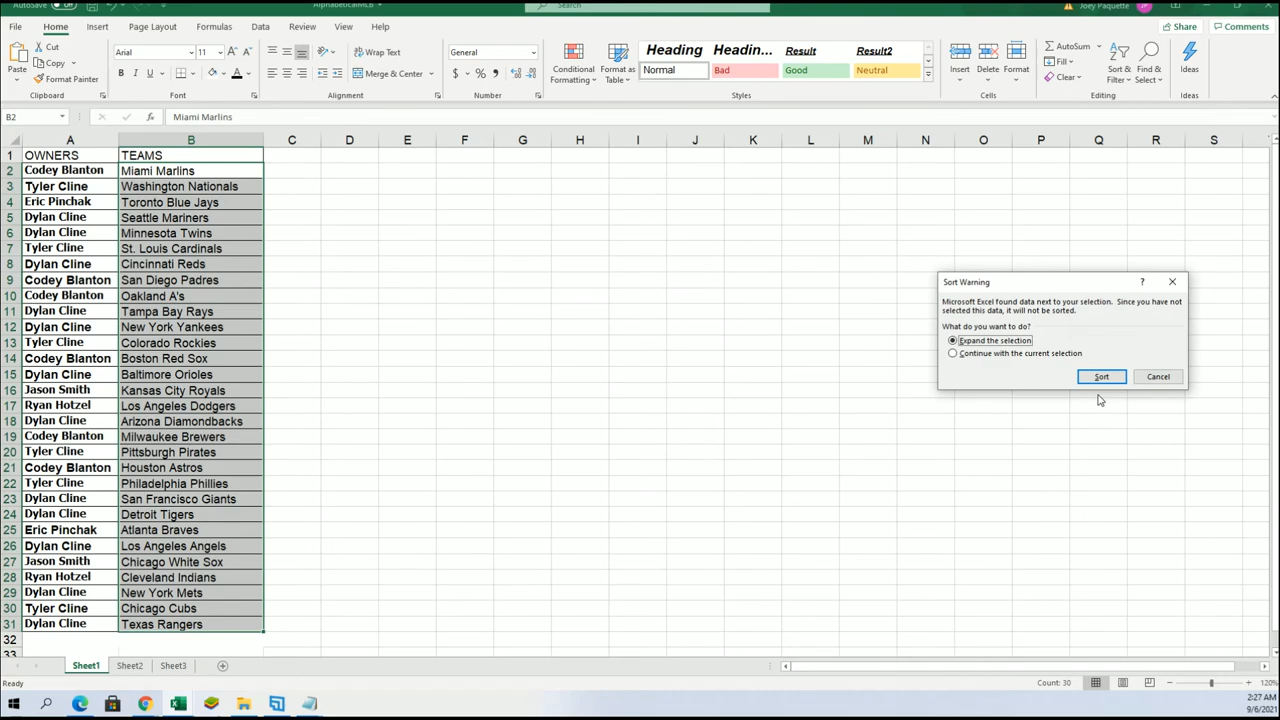 AutoSave Off AlphabeticalMLB Search Joey Paquette JP
File Home Insert Page Layout Formulas Data Review View Help Share Comments
Paste Cut Copy Format Painter Clipboard
Arial 11 Font
Wrap Text Merge & Center Alignment
General Number
Conditional Formatting Format as Table
Heading Headin... Result Result2
Normal Bad Good Neutral
Styles
Insert Delete Format Cells
AutoSum Fill Clear Sort & Filter Find & Select Editing
Ideas Ideas
B2 fx Miami Marlins
A B C D E F G H I J K L M N O P Q R S
1 OWNERS TEAMS
2 Codey Blanton Miami Marlins
3 Tyler Cline Washington Nationals
4 Eric Pinchak Toronto Blue Jays
5 Dylan Cline Seattle Mariners
6 Dylan Cline Minnesota Twins
7 Tyler Cline St. Louis Cardinals
8 Dylan Cline Cincinnati Reds
9 Codey Blanton San Diego Padres
10 Codey Blanton Oakland A's
11 Dylan Cline Tampa Bay Rays
12 Dylan Cline New York Yankees
13 Tyler Cline Colorado Rockies
14 Codey Blanton Boston Red Sox
15 Dylan Cline Baltimore Orioles
16 Jason Smith Kansas City Royals
17 Ryan Hotzel Los Angeles Dodgers
18 Dylan Cline Arizona Diamondbacks
19 Codey Blanton Milwaukee Brewers
20 Tyler Cline Pittsburgh Pirates
21 Codey Blanton Houston Astros
22 Tyler Cline Philadelphia Phillies
23 Dylan Cline San Francisco Giants
24 Dylan Cline Detroit Tigers
25 Eric Pinchak Atlanta Braves
26 Dylan Cline Los Angeles Angels
27 Jason Smith Chicago White Sox
28 Ryan Hotzel Cleveland Indians
29 Dylan Cline New York Mets
30 Tyler Cline Chicago Cubs
31 Dylan Cline Texas Rangers
32
33
Sort Warning ?
Microsoft Excel found data next to your selection. Since you have not
selected this data, it will not be sorted.
What do you want to do?
Expand the selection
Continue with the current selection
Sort Cancel
Sheet1 Sheet2 Sheet3
Ready Count: 30 120%
2:27 AM
9/6/2021